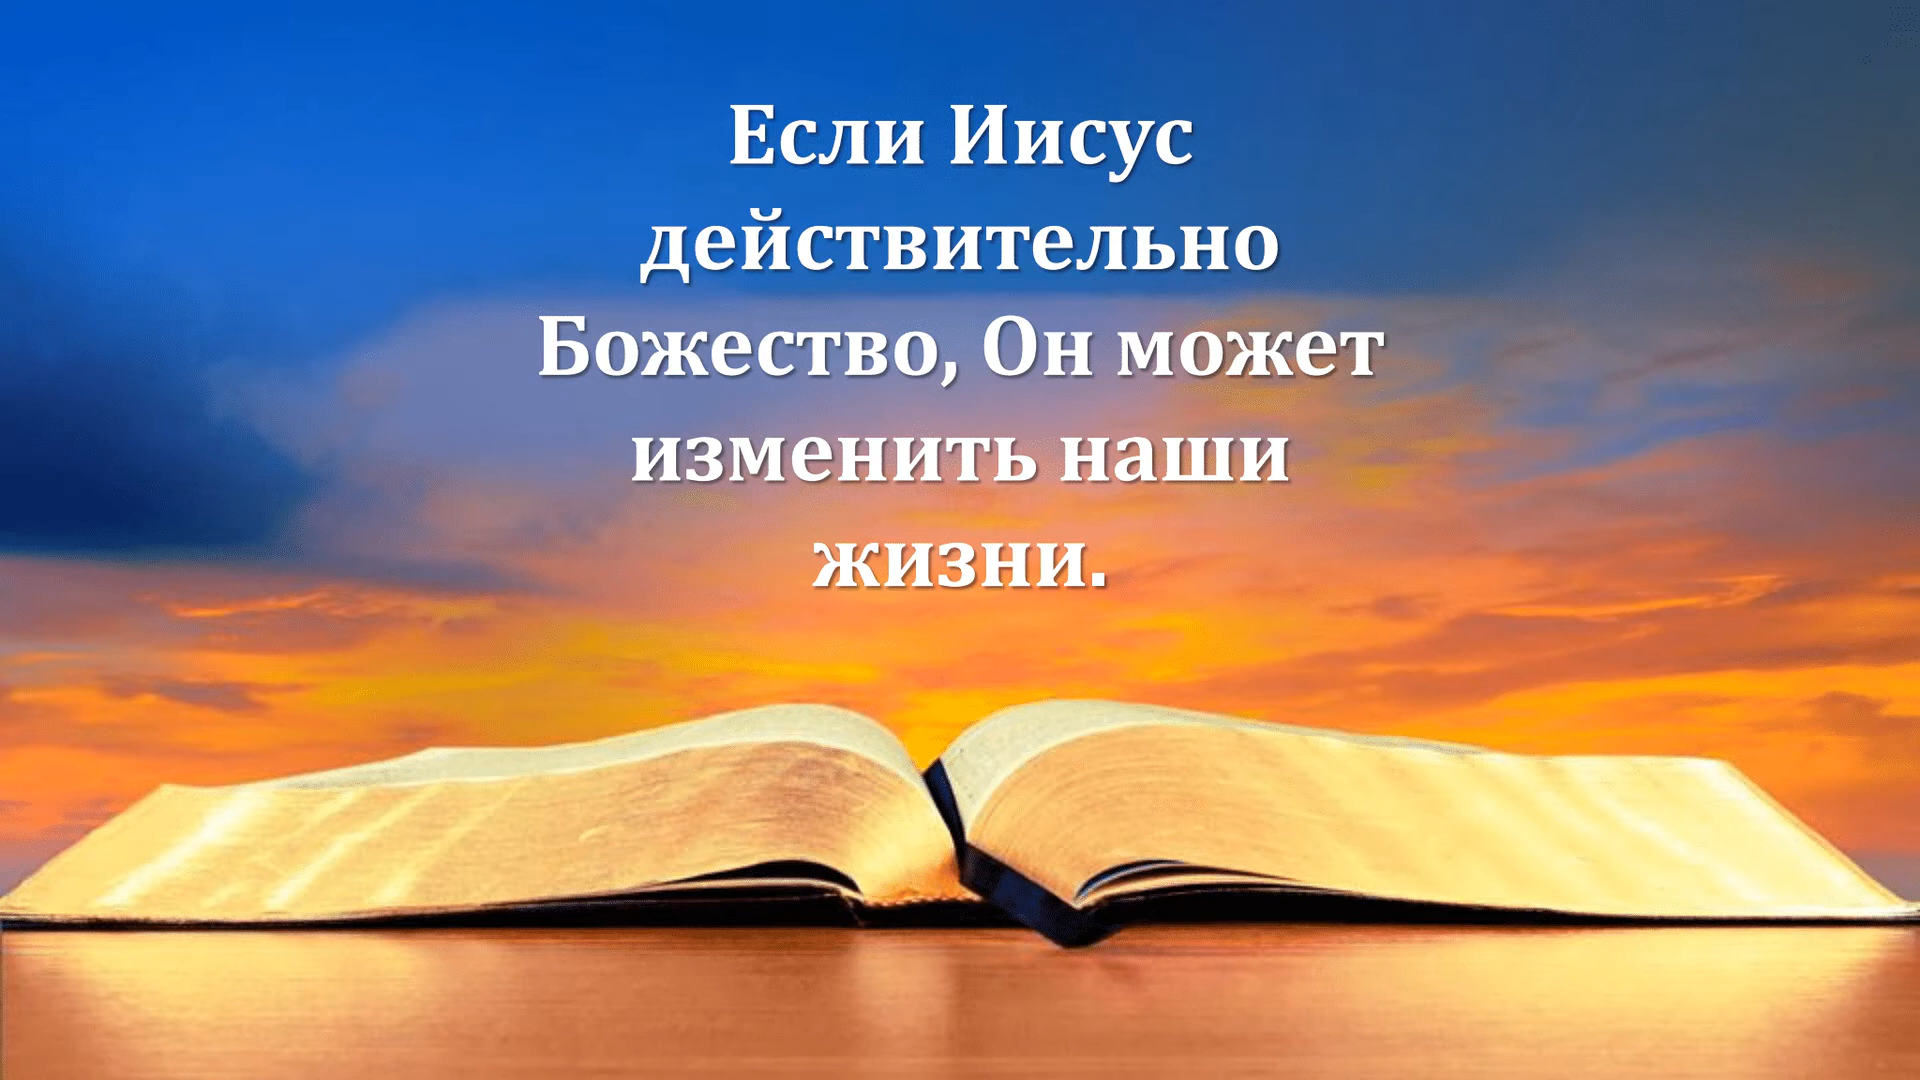 Если Иисус
действительно
Божество, Он может
изменить наши
жизни.